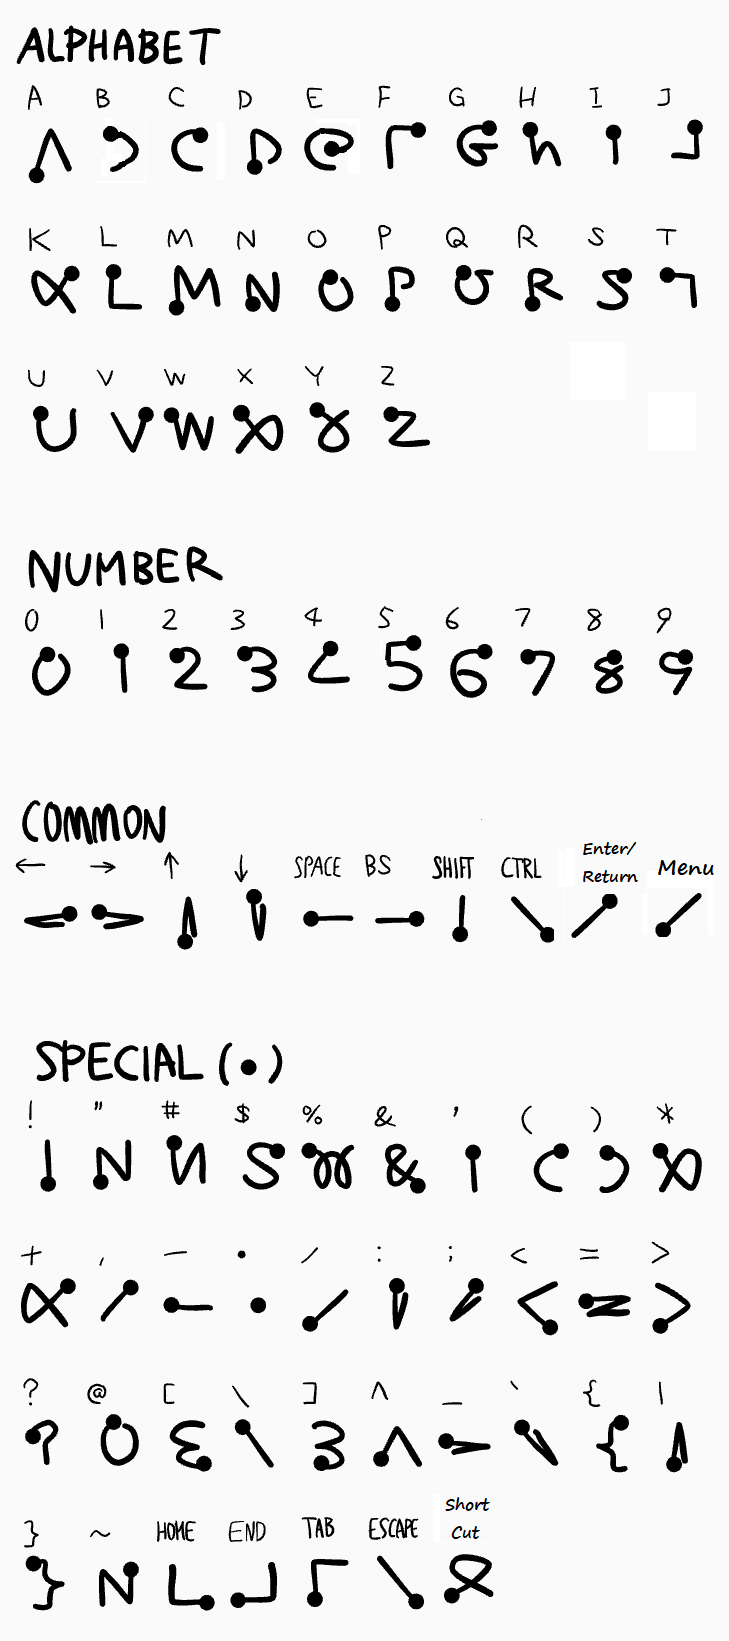 ALPHABET
A B C D E F G H I J
K L M N O P Q R S T
U V W X Y Z
NUMBER
0 1 2 3 4 5 6 7 8 9
COMMON
← → ↑ ↓ SPACE BS SHIFT CTRL Enter/ Return Menu
SPECIAL (•)
! " # $ % & ' ( ) *
+ , - • / : ; < = >
? @ [ \ ] ^ _ ` { |
} ~ HOME END TAB ESCAPE Short Cut